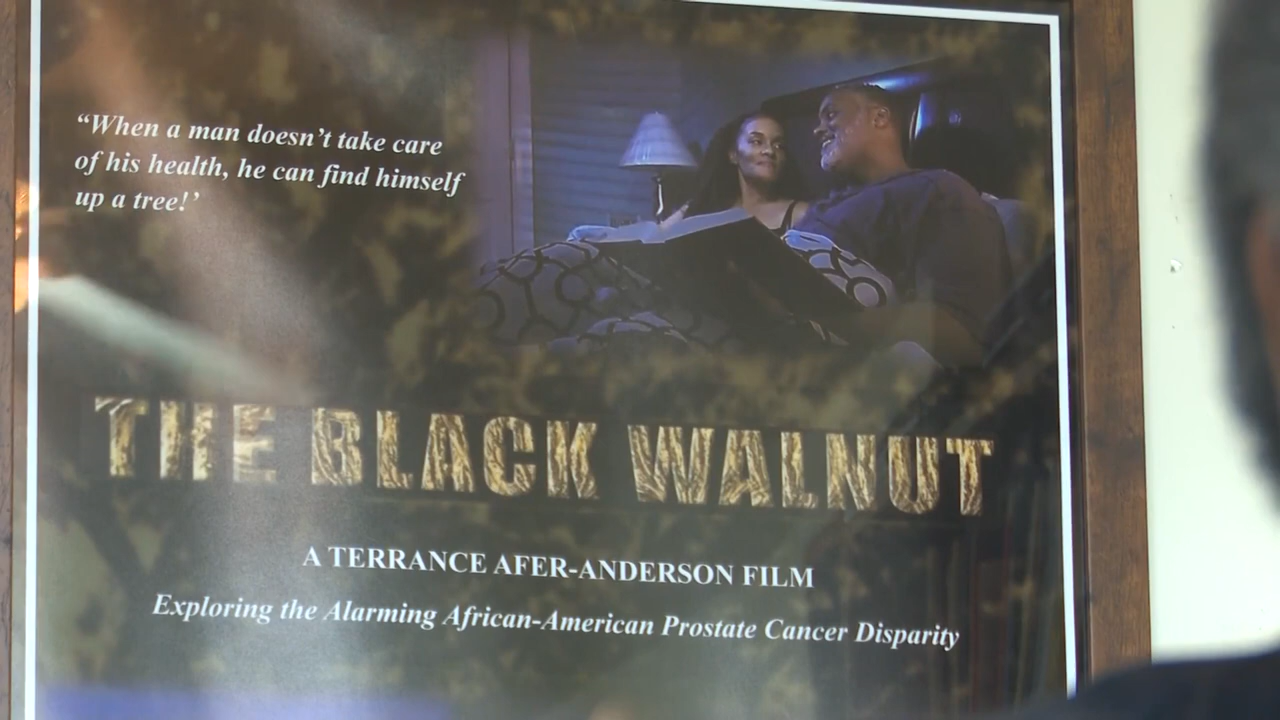 “When a man doesn’t take care
of his health, he can find himself
up a tree!’
THE BLACK WALNUT
A TERRANCE AFER-ANDERSON FILM
Exploring the Alarming African-American Prostate Cancer Disparity